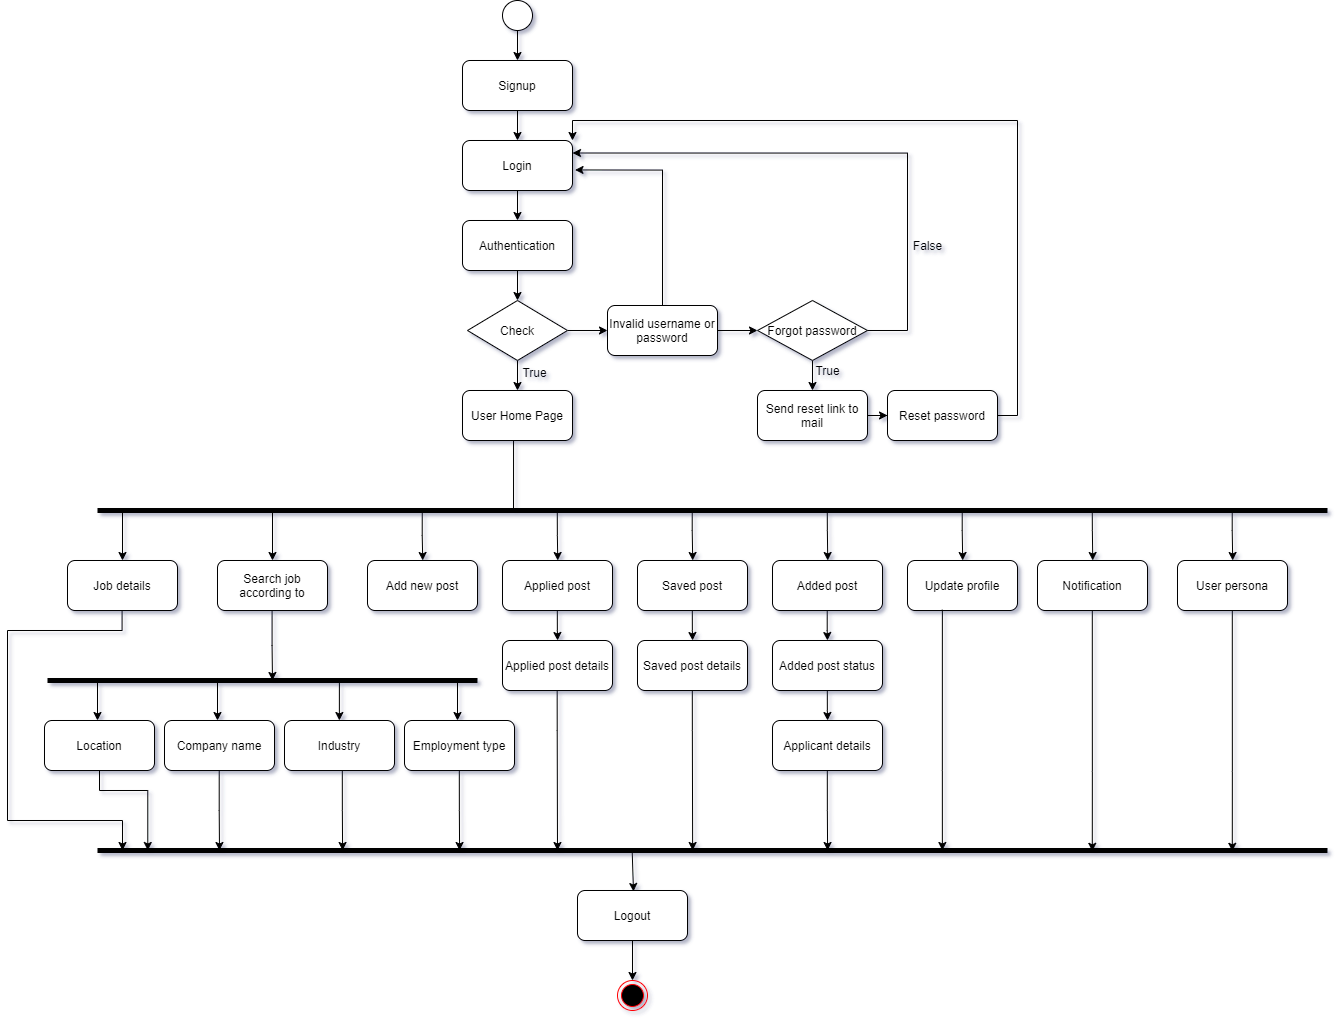 Signup
Login
Authentication
False
Check
Invalid username or
password
Forgot password
True
True
User Home Page
Send reset link to
mail
Reset password
Job details
Search job
according to
Add new post
Applied post
Saved post
Added post
Update profile
Notification
User persona
Applied post details
Saved post details
Added post status
Location
Company name
Industry
Employment type
Applicant details
Logout